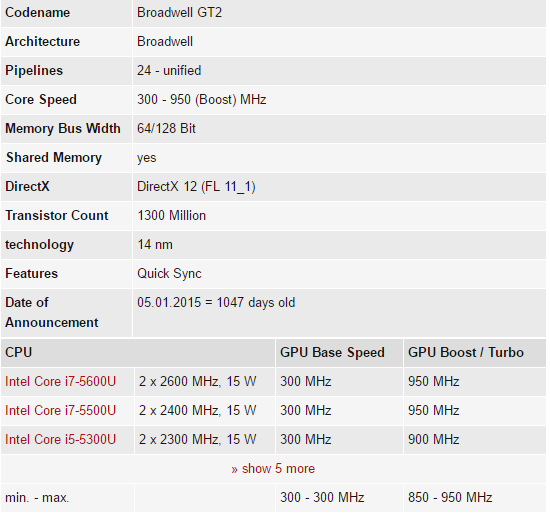 Codename Broadwell GT2
Architecture Broadwell
Pipelines 24 - unified
Core Speed 300 - 950 (Boost) MHz
Memory Bus Width 64/128 Bit
Shared Memory yes
DirectX DirectX 12 (FL 11_1)
Transistor Count 1300 Million
technology 14 nm
Features Quick Sync
Date of 05.01.2015 = 1047 days old
Announcement
CPU GPU Base Speed GPU Boost / Turbo
Intel Core i7-5600U 2 x 2600 MHz, 15 W 300 MHz 950 MHz
Intel Core i7-5500U 2 x 2400 MHz, 15 W 300 MHz 950 MHz
Intel Core i5-5300U 2 x 2300 MHz, 15 W 300 MHz 900 MHz
» show 5 more
min. - max. 300 - 300 MHz 850 - 950 MHz